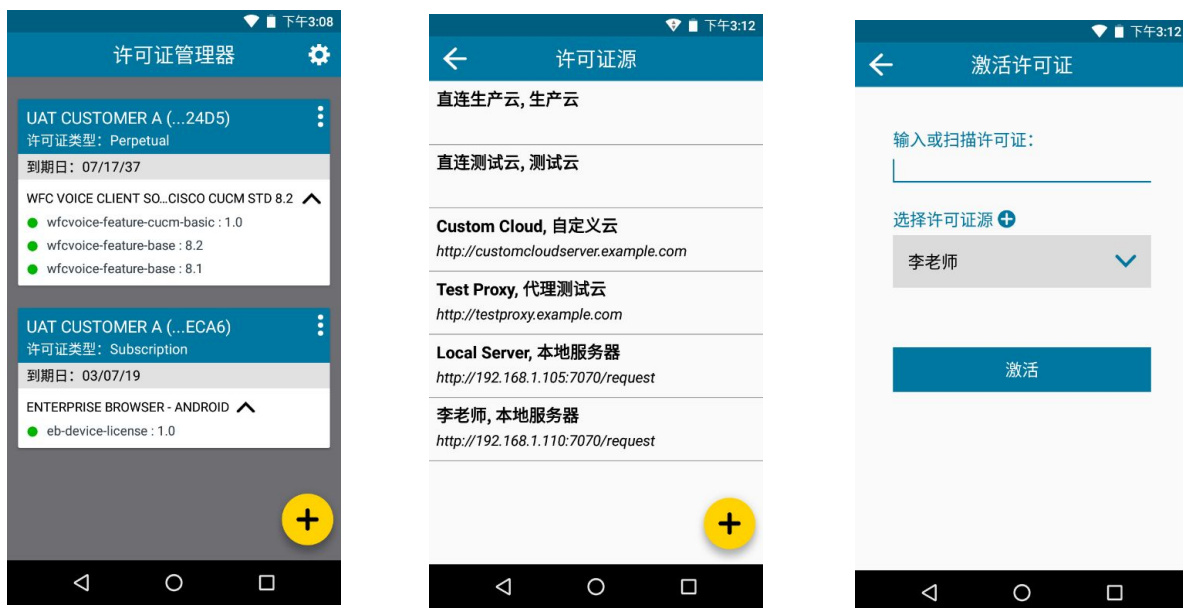 下午3:08
许可证管理器
UAT CUSTOMER A (...24D5)
许可证类型：Perpetual
到期日：07/17/37
WFC VOICE CLIENT SO...CISCO CUCM STD 8.2
wfcvoice-feature-cucm-basic : 1.0
wfcvoice-feature-base : 8.2
wfcvoice-feature-base : 8.1
UAT CUSTOMER A (...ECA6)
许可证类型：Subscription
到期日：03/07/19
ENTERPRISE BROWSER - ANDROID
eb-device-license : 1.0
下午3:12
许可证源
直连生产云, 生产云
直连测试云, 测试云
Custom Cloud, 自定义云
http://customcloudserver.example.com
Test Proxy, 代理测试云
http://testproxy.example.com
Local Server, 本地服务器
http://192.168.1.105:7070/request
李老师, 本地服务器
http://192.168.1.110:7070/request
下午3:12
激活许可证
输入或扫描许可证：
选择许可证源
李老师
激活